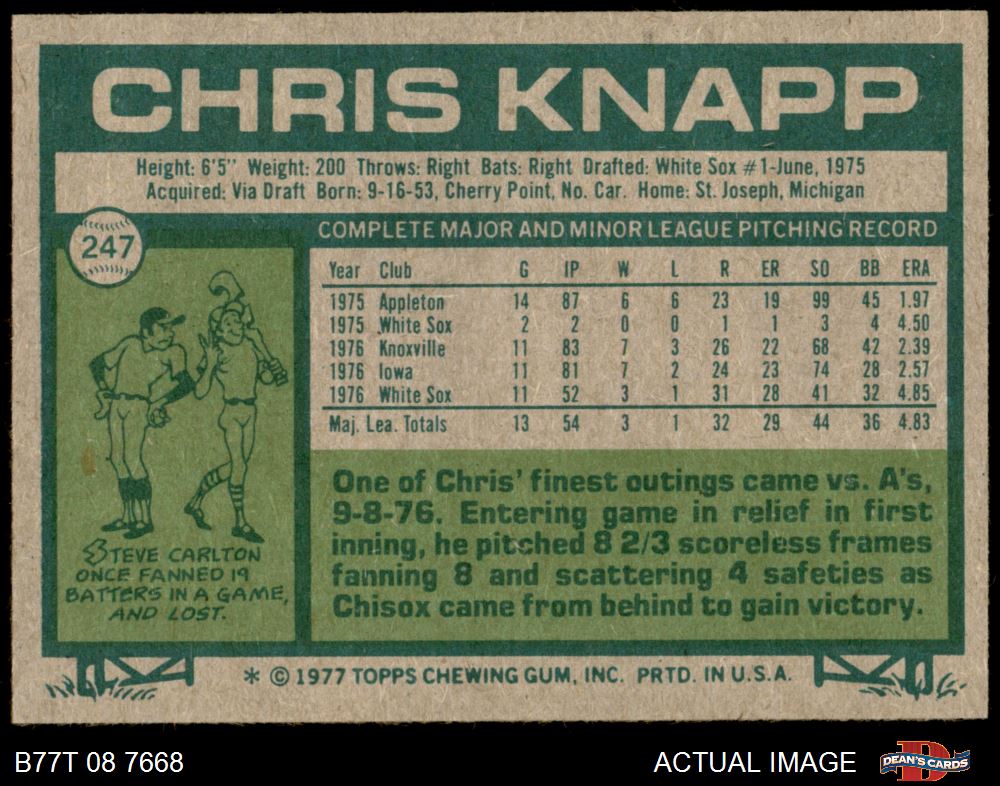 CHRIS KNAPP
Height: 6'5" Weight: 200 Throws: Right Bats: Right Drafted: White Sox #1-June, 1975
Acquired: Via Draft Born: 9-16-53, Cherry Point, No. Car. Home: St. Joseph, Michigan
247
COMPLETE MAJOR AND MINOR LEAGUE PITCHING RECORD
Year Club G IP W L R ER SO BB ERA
1975 Appleton 14 87 6 6 23 19 99 45 1.97
1975 White Sox 2 2 0 0 1 1 3 4 4.50
1976 Knoxville 11 83 7 3 26 22 68 42 2.39
1976 Iowa 11 81 7 2 24 23 74 28 2.57
1976 White Sox 11 52 3 1 31 28 41 32 4.85
Maj. Lea. Totals 13 54 3 1 32 29 44 36 4.83
STEVE CARLTON
ONCE FANNED 19
BATTERS IN A GAME,
AND LOST.
One of Chris' finest outings came vs. A's,
9-8-76. Entering game in relief in first
inning, he pitched 8 2/3 scoreless frames
fanning 8 and scattering 4 safeties as
Chisox came from behind to gain victory.
* © 1977 TOPPS CHEWING GUM, INC. PRTD. IN U.S.A.
B77T 08 7668
ACTUAL IMAGE
D
DEAN'S CARDS